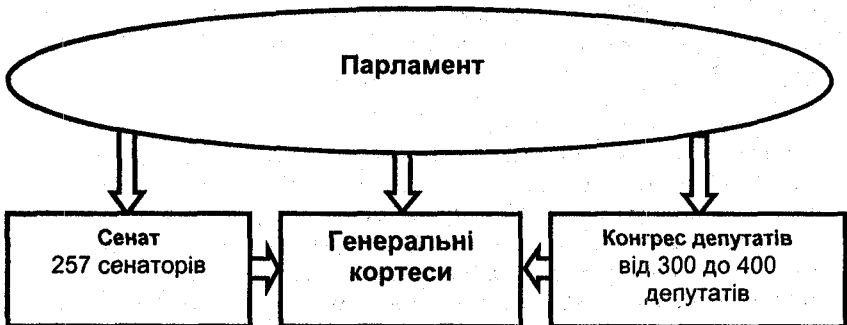 Парламент
Сенат
257 сенаторів
Генеральні
кортеси
Конгрес депутатів
від 300 до 400
депутатів